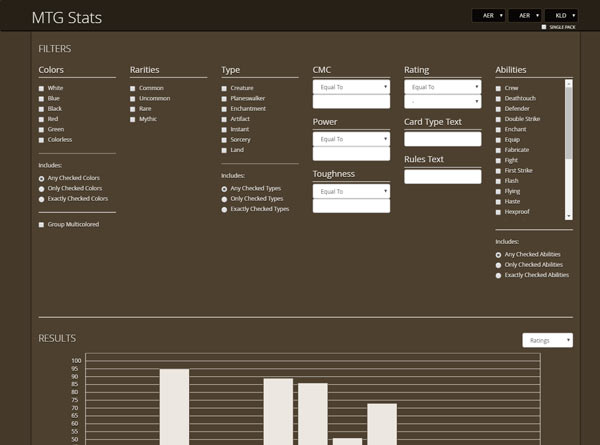 MTG Stats
AER AER KLD
SINGLE PACK
FILTERS
Colors
White
Blue
Black
Red
Green
Colorless
Includes:
Any Checked Colors
Only Checked Colors
Exactly Checked Colors
Group Multicolored
Rarities
Common
Uncommon
Rare
Mythic
Type
Creature
Planeswalker
Enchantment
Artifact
Instant
Sorcery
Land
Includes:
Any Checked Types
Only Checked Types
Exactly Checked Types
CMC
Equal To
Power
Equal To
Toughness
Equal To
Rating
Equal To
-
Card Type Text
Rules Text
Abilities
Crew
Deathtouch
Defender
Double Strike
Enchant
Equip
Fabricate
Fight
First Strike
Flash
Flying
Haste
Hexproof
Includes:
Any Checked Abilities
Only Checked Abilities
Exactly Checked Abilities
RESULTS
Ratings
100
95
90
85
80
75
70
65
60
55
50